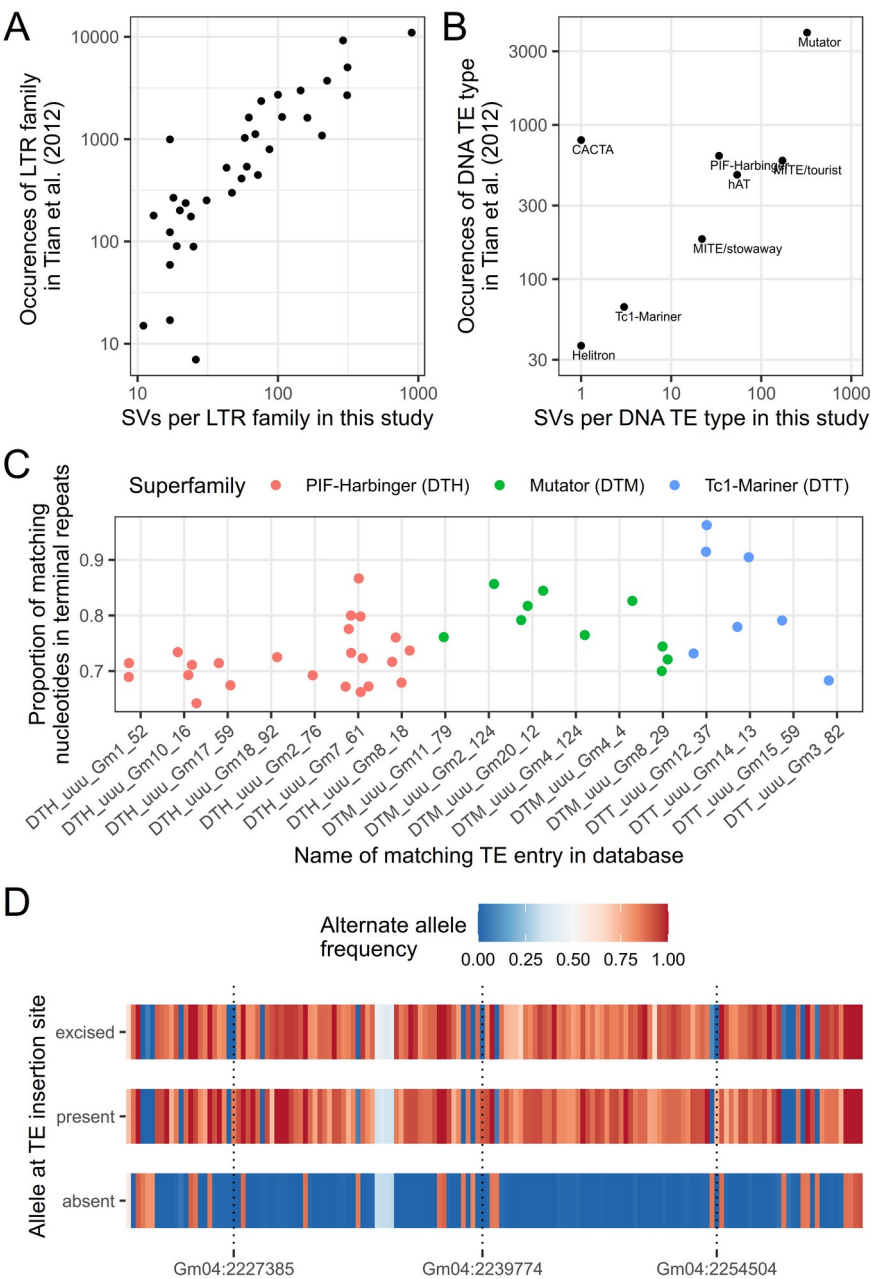 A
Occurences of LTR family
in Tian et al. (2012)
10000
1000
100
10
10
100
1000
SVs per LTR family in this study
B
Occurences of DNA TE type
in Tian et al. (2012)
3000
1000
300
100
30
Mutator
CACTA
PIF-Harbinger
MITE/tourist
hAT
MITE/stowaway
Tc1-Mariner
Helitron
1
10
100
1000
SVs per DNA TE type in this study
C
Superfamily
PIF-Harbinger (DTH)
Mutator (DTM)
Tc1-Mariner (DTT)
Proportion of matching
nucleotides in terminal repeats
0.9
0.8
0.7
DTH_uuu_Gm1_52
DTH_uuu_Gm10_16
DTH_uuu_Gm17_59
DTH_uuu_Gm18_92
DTH_uuu_Gm2_76
DTH_uuu_Gm7_61
DTH_uuu_Gm8_18
DTM_uuu_Gm11_79
DTM_uuu_Gm2_124
DTM_uuu_Gm20_12
DTM_uuu_Gm4_124
DTM_uuu_Gm4_4
DTM_uuu_Gm8_29
DTT_uuu_Gm12_37
DTT_uuu_Gm14_13
DTT_uuu_Gm15_59
DTT_uuu_Gm3_82
Name of matching TE entry in database
D
Alternate allele
frequency
0.00 0.25 0.50 0.75 1.00
Allele at TE insertion site
excised
present
absent
Gm04:2227385
Gm04:2239774
Gm04:2254504